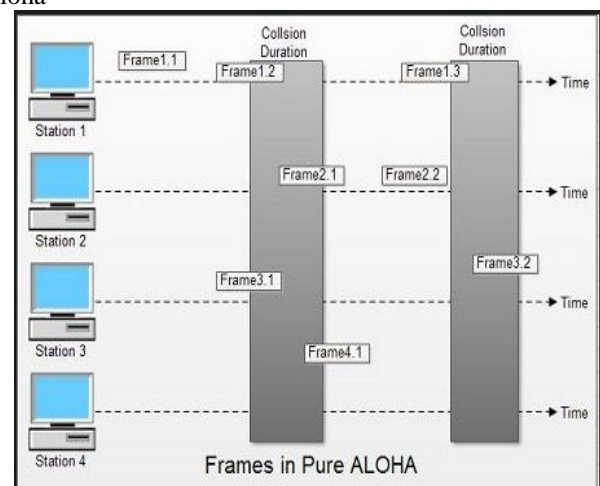 Collsion
Duration
Collsion
Duration
Frame1.1
Frame1.2
Frame1.3
Time
Station 1
Frame2.1
Frame2.2
Time
Station 2
Frame3.1
Frame3.2
Time
Station 3
Frame4.1
Time
Station 4
Frames in Pure ALOHA